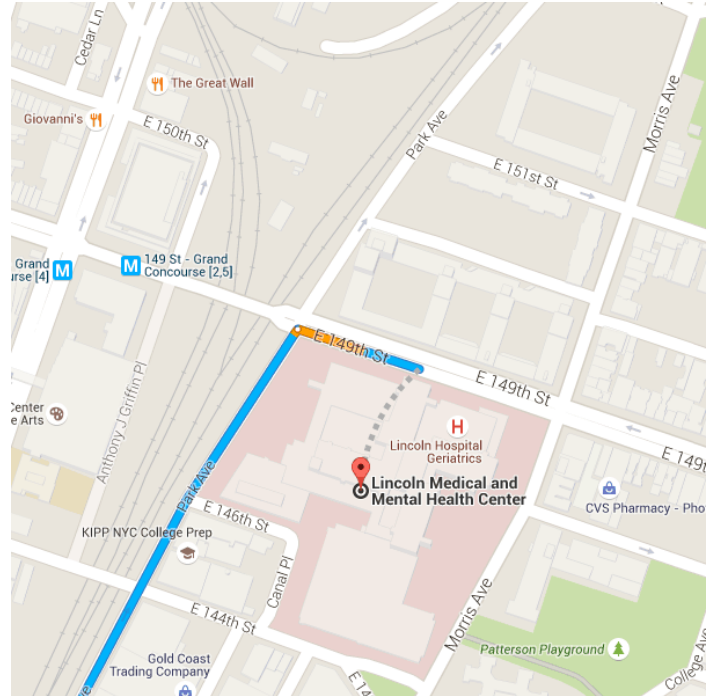 Cedar Ln
The Great Wall
Giovanni's
E 150th St
Park Ave
Morris Ave
E 151st St
Grand
urse [4]
M
M
149 St - Grand
Concourse [2,5]
E 149th St
E 149th St
E 149th
Center
e Arts
Anthony J Griffin Pl
H
Lincoln Hospital
Geriatrics
Lincoln Medical and
Mental Health Center
Park Ave
E 146th St
KIPP NYC College Prep
Canal Pl
CVS Pharmacy - Pho
E 144th St
Morris Ave
Patterson Playground
College Ave
Gold Coast
Trading Company
ve
E 14